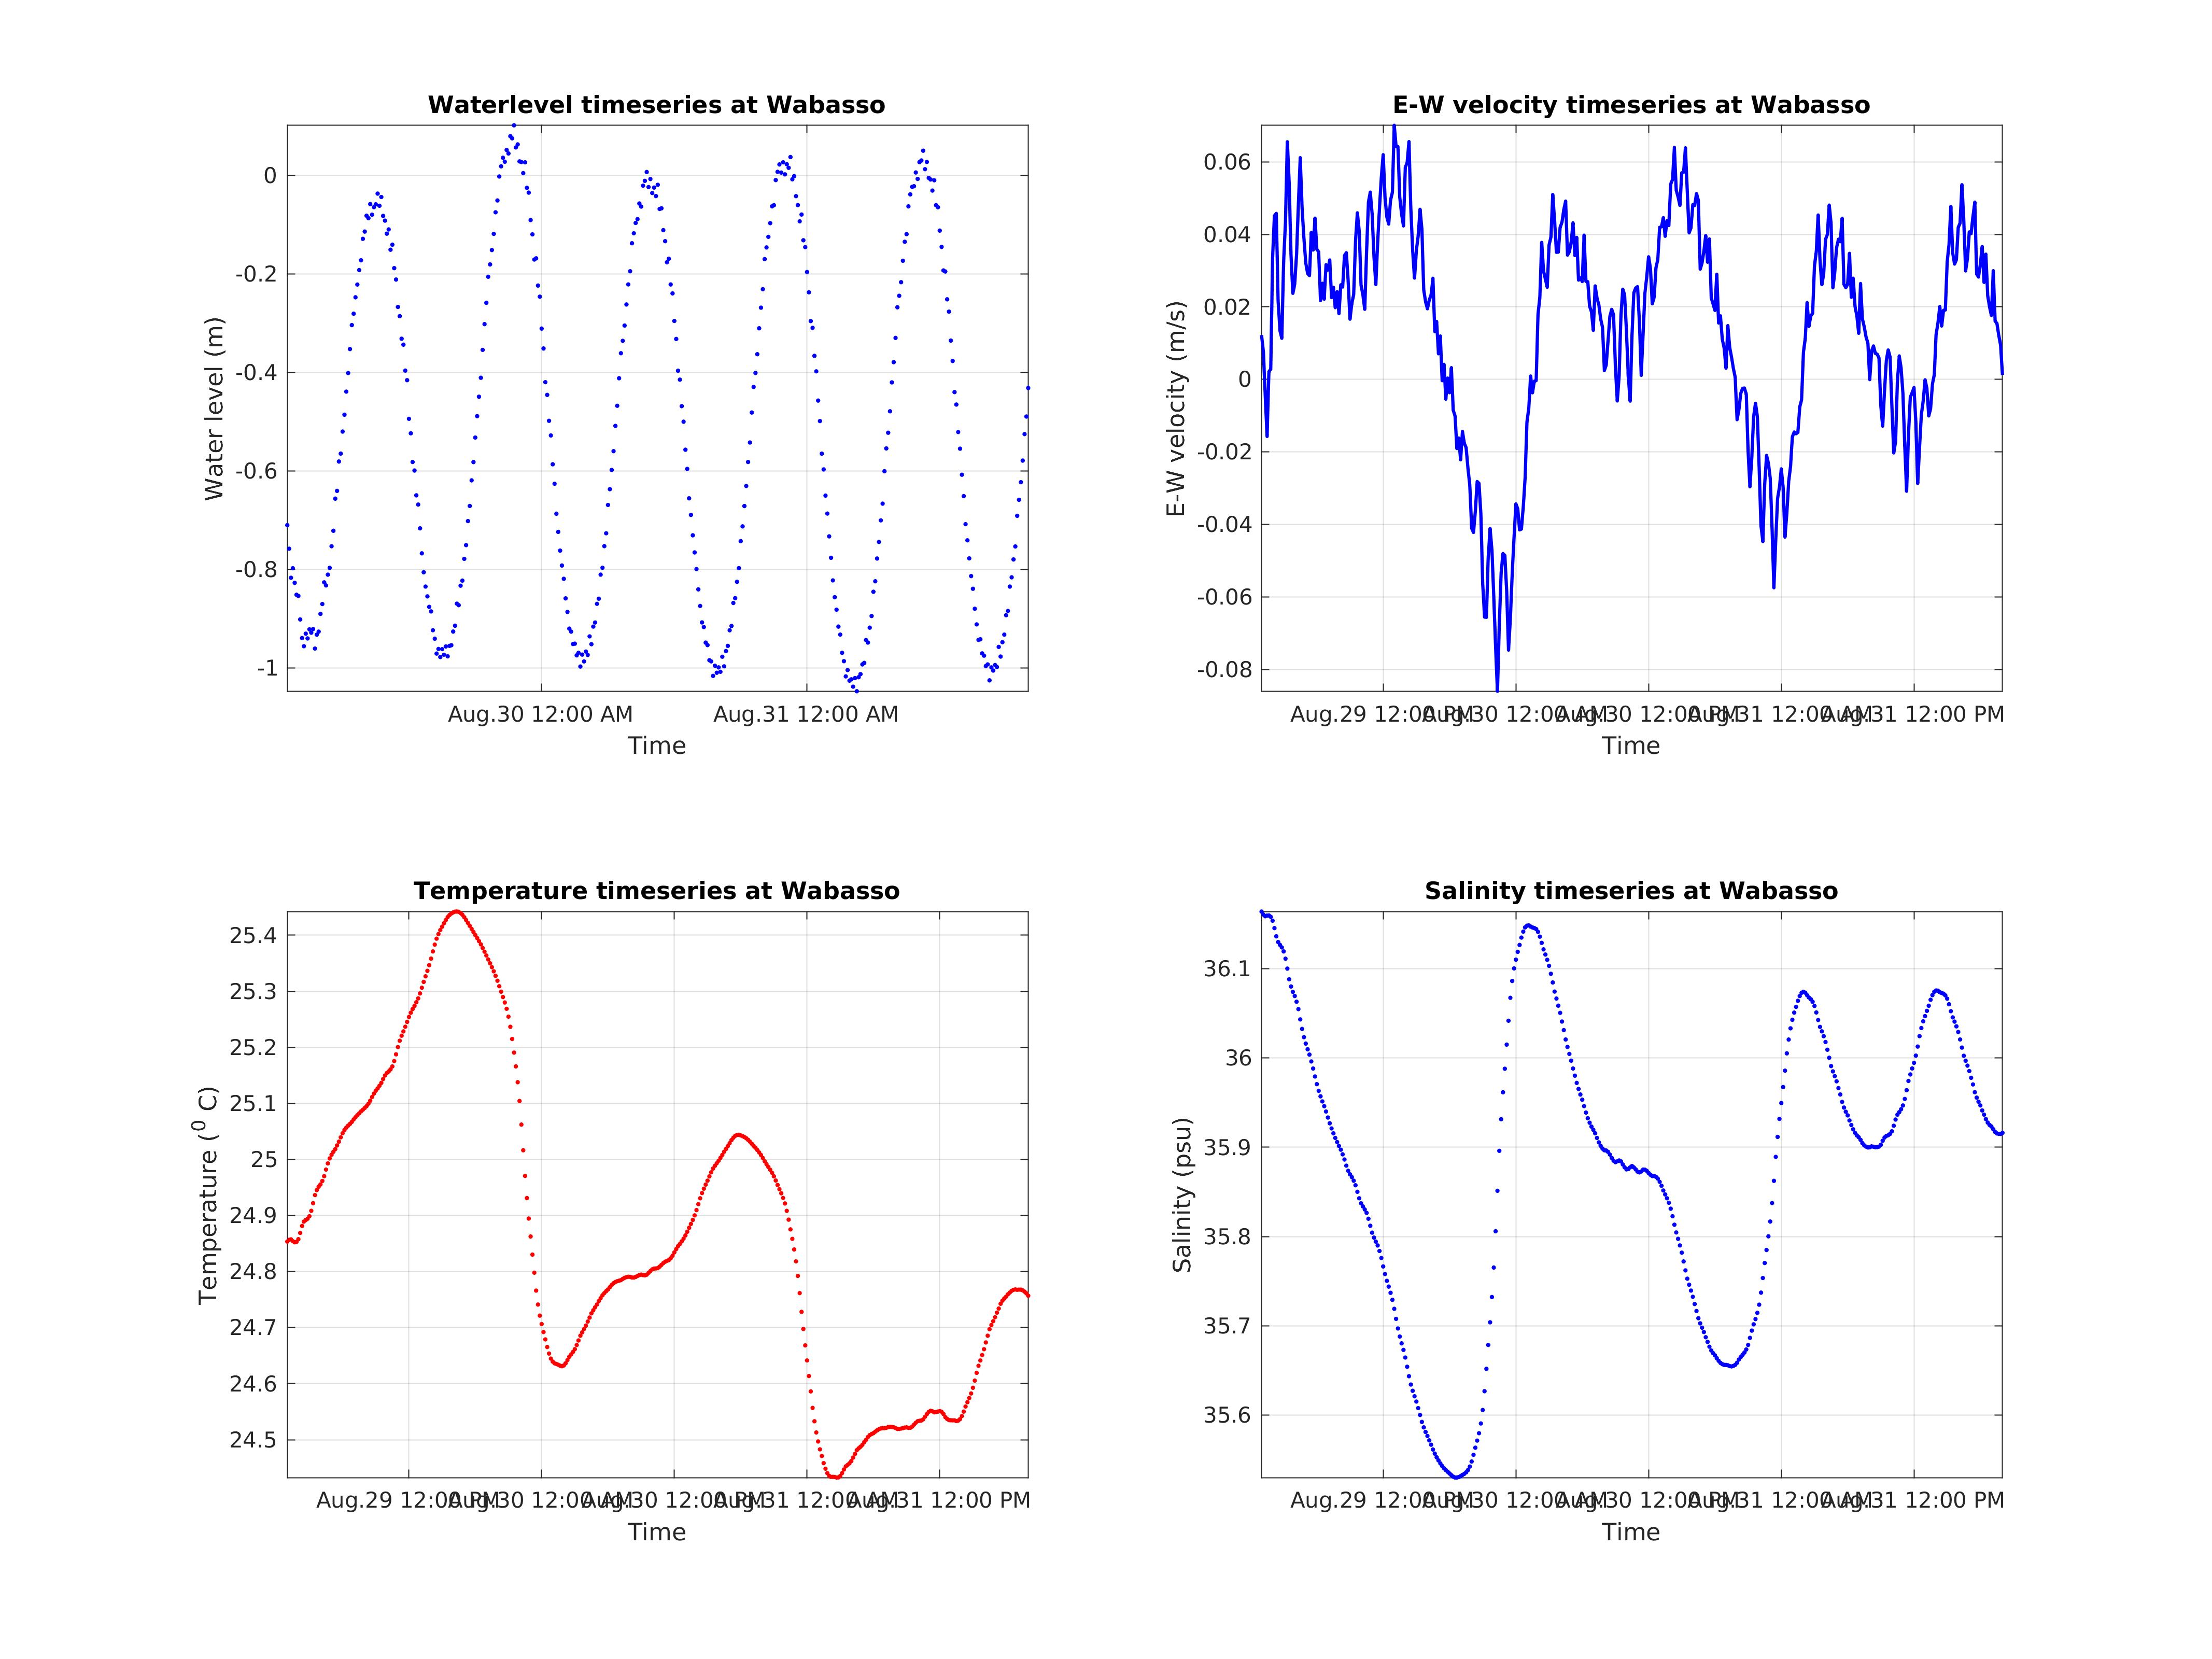 Waterlevel timeseries at Wabasso
Water level (m)
0
-0.2
-0.4
-0.6
-0.8
-1
Aug.30 12:00 AM
Aug.31 12:00 AM
Time
E-W velocity timeseries at Wabasso
E-W velocity (m/s)
0.06
0.04
0.02
0
-0.02
-0.04
-0.06
-0.08
Aug.29 12:00 PM
Aug.30 12:00 AM
Aug.30 12:00 PM
Aug.31 12:00 AM
Aug.31 12:00 PM
Time
Temperature timeseries at Wabasso
Temperature (⁰ C)
25.4
25.3
25.2
25.1
25
24.9
24.8
24.7
24.6
24.5
Aug.29 12:00 PM
Aug.30 12:00 AM
Aug.30 12:00 PM
Aug.31 12:00 AM
Aug.31 12:00 PM
Time
Salinity timeseries at Wabasso
Salinity (psu)
36.1
36
35.9
35.8
35.7
35.6
Aug.29 12:00 PM
Aug.30 12:00 AM
Aug.30 12:00 PM
Aug.31 12:00 AM
Aug.31 12:00 PM
Time